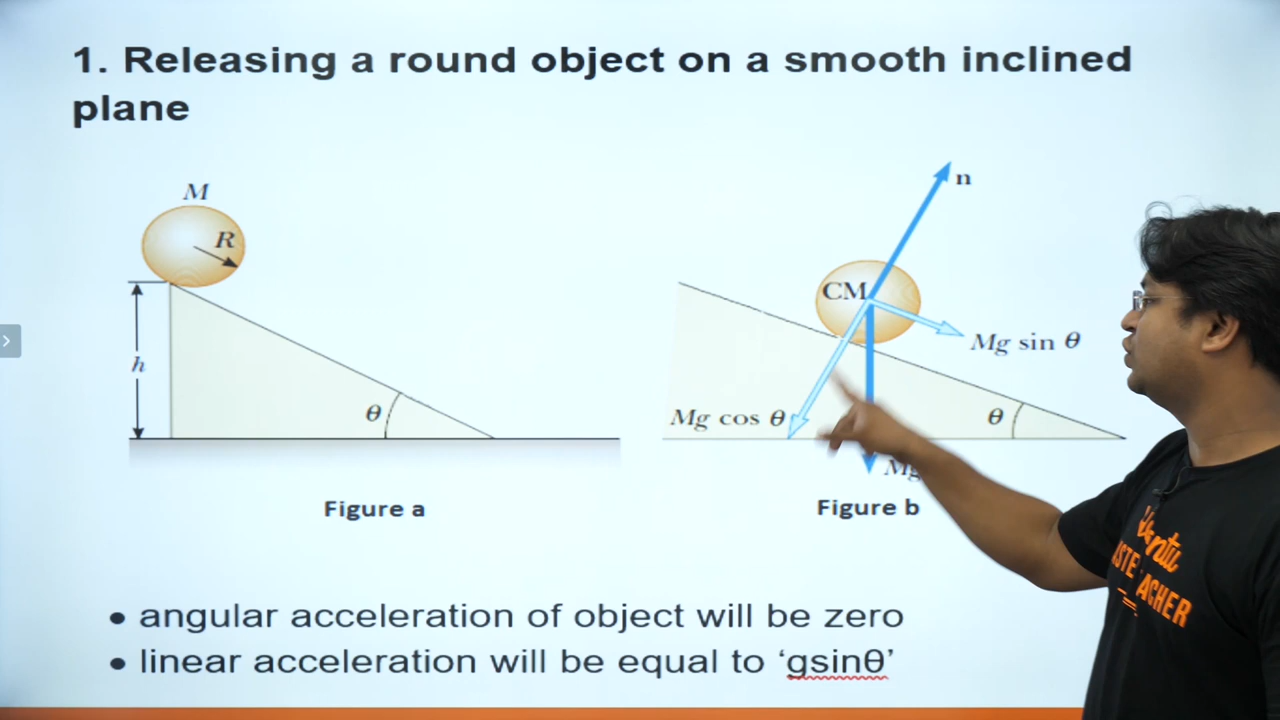 1. Releasing a round object on a smooth inclined
plane
M
R
h
θ
Figure a
n
CM
Mg sin θ
Mg cos θ
θ
Figure b
• angular acceleration of object will be zero
• linear acceleration will be equal to ‘gsinθ’